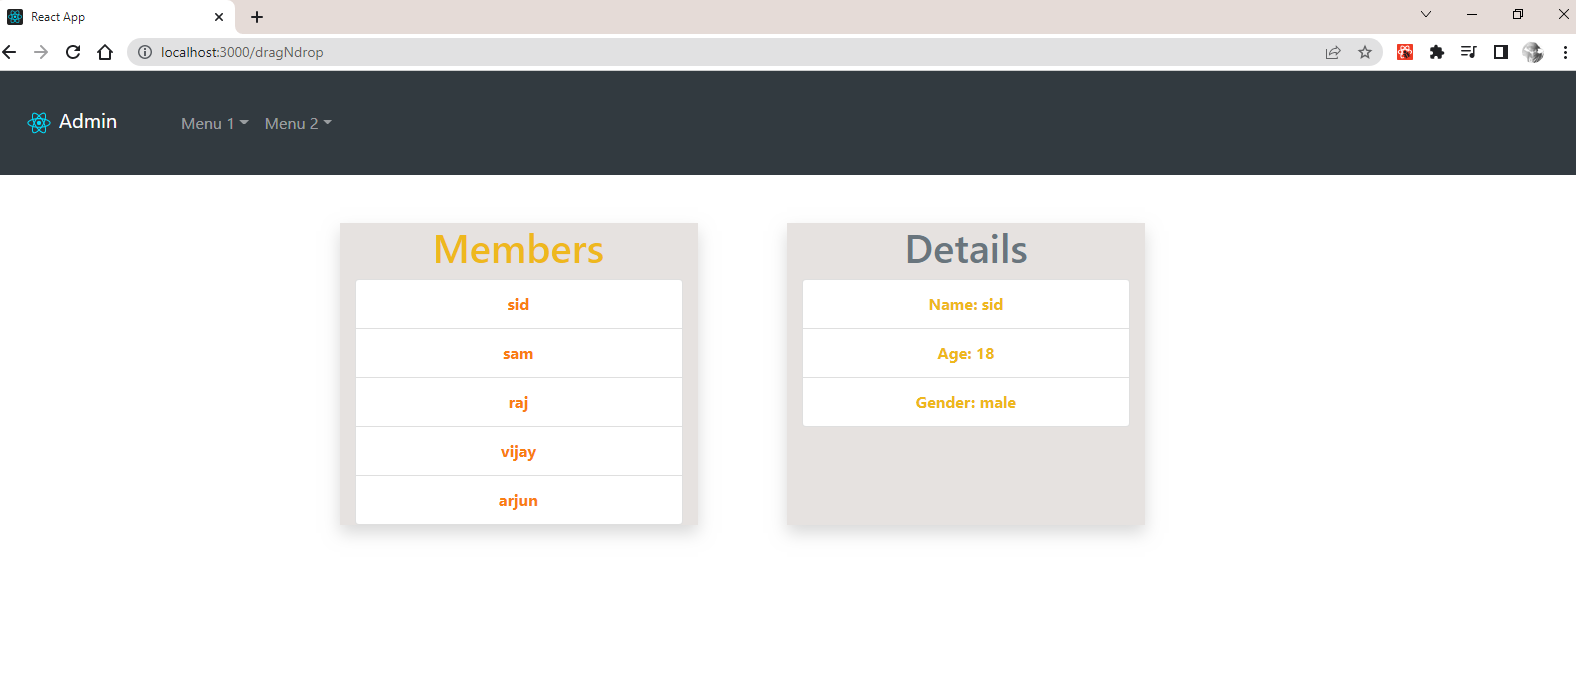 React App
localhost:3000/dragNdrop
Admin
Menu 1
Menu 2
Members
sid
sam
raj
vijay
arjun
Details
Name: sid
Age: 18
Gender: male